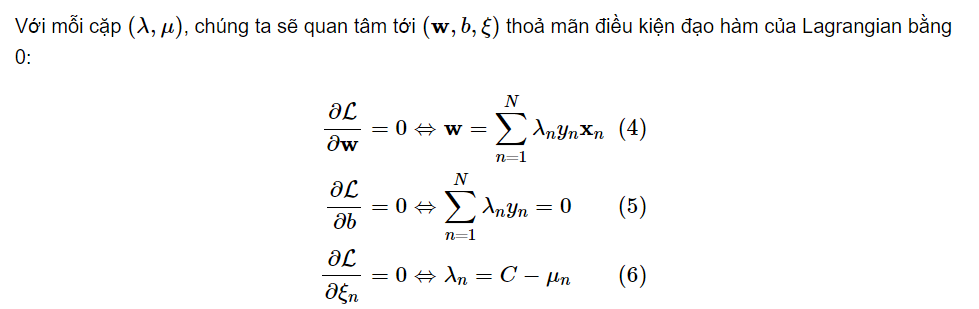 Với mỗi cặp (λ, μ), chúng ta sẽ quan tâm tới (w, b, ξ) thoả mãn điều kiện đạo hàm của Lagrangian bằng
0:
∂ℒ/∂w = 0 ⇔ w = ∑_{n=1}^{N} λ_n y_n x_n (4)
∂ℒ/∂b = 0 ⇔ ∑_{n=1}^{N} λ_n y_n = 0 (5)
∂ℒ/∂ξ_n = 0 ⇔ λ_n = C − μ_n (6)